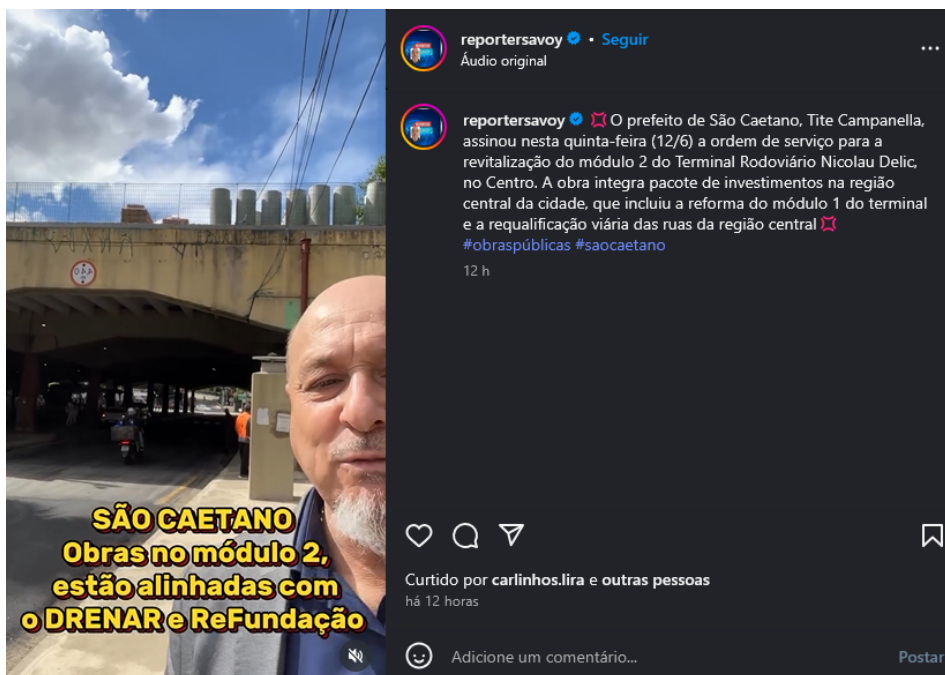 reportersavoy • Seguir
Áudio original
reportersavoy 💢 O prefeito de São Caetano, Tite Campanella,
assinou nesta quinta-feira (12/6) a ordem de serviço para a
revitalização do módulo 2 do Terminal Rodoviário Nicolau Delic,
no Centro. A obra integra pacote de investimentos na região
central da cidade, que incluiu a reforma do módulo 1 do terminal
e a requalificação viária das ruas da região central 💢
#obraspúblicas #saocaetano
12 h
SÃO CAETANO
Obras no módulo 2,
estão alinhadas com
o DRENAR e ReFundação
Curtido por carlinhos.lira e outras pessoas
há 12 horas
Adicione um comentário...
Postar